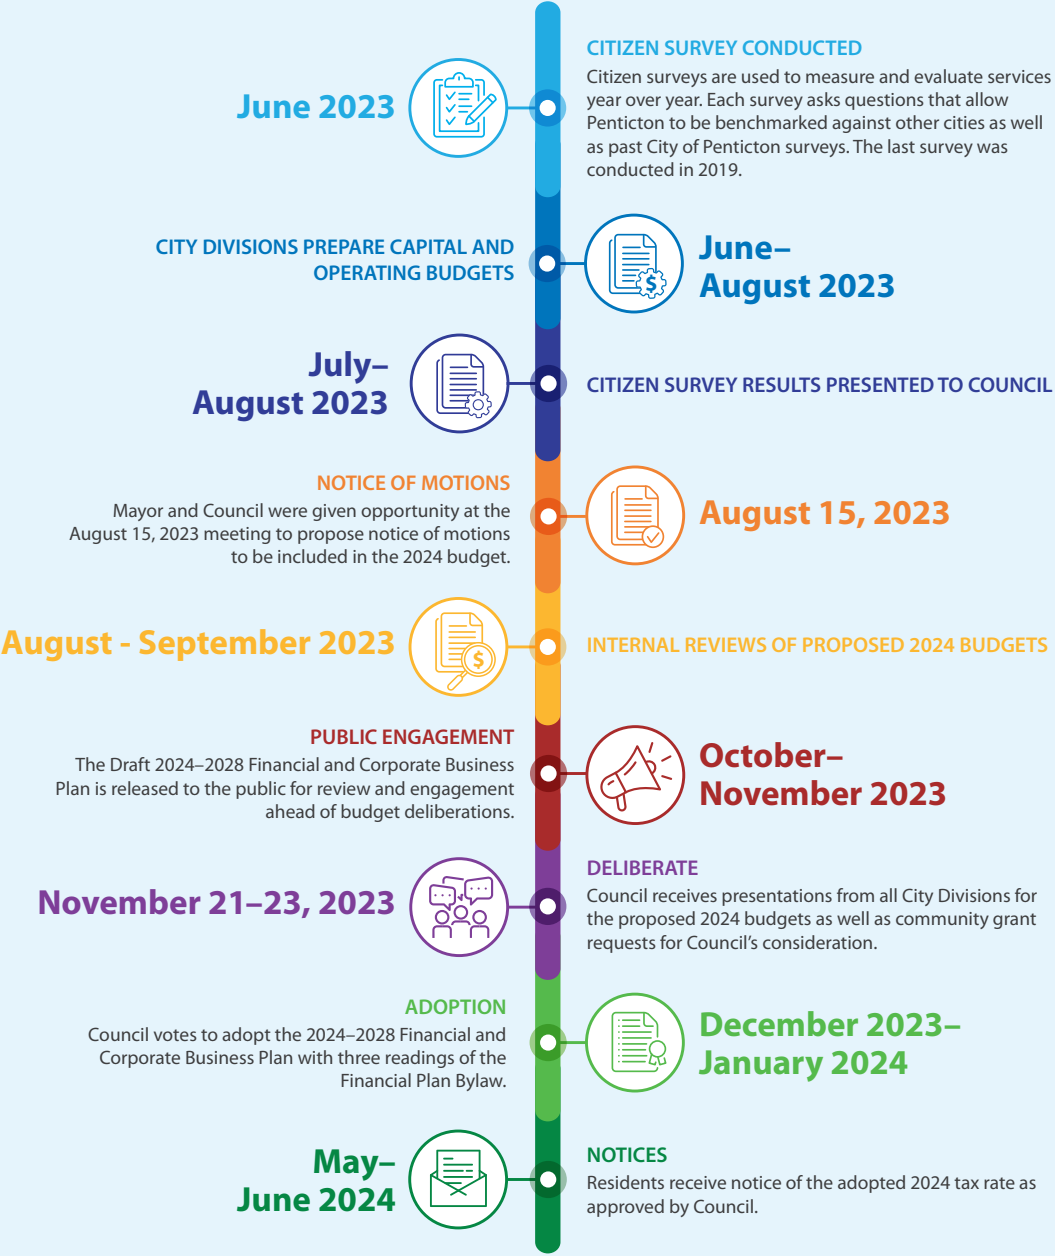 June 2023
CITIZEN SURVEY CONDUCTED
Citizen surveys are used to measure and evaluate services
year over year. Each survey asks questions that allow
Penticton to be benchmarked against other cities as well
as past City of Penticton surveys. The last survey was
conducted in 2019.
CITY DIVISIONS PREPARE CAPITAL AND
OPERATING BUDGETS
$
June–
August 2023
July–
August 2023
CITIZEN SURVEY RESULTS PRESENTED TO COUNCIL
NOTICE OF MOTIONS
Mayor and Council were given opportunity at the
August 15, 2023 meeting to propose notice of motions
to be included in the 2024 budget.
August 15, 2023
August - September 2023
$
INTERNAL REVIEWS OF PROPOSED 2024 BUDGETS
PUBLIC ENGAGEMENT
The Draft 2024–2028 Financial and Corporate Business
Plan is released to the public for review and engagement
ahead of budget deliberations.
October–
November 2023
November 21–23, 2023
DELIBERATE
Council receives presentations from all City Divisions for
the proposed 2024 budgets as well as community grant
requests for Council’s consideration.
ADOPTION
Council votes to adopt the 2024–2028 Financial and
Corporate Business Plan with three readings of the
Financial Plan Bylaw.
December 2023–
January 2024
May–
June 2024
NOTICES
Residents receive notice of the adopted 2024 tax rate as
approved by Council.